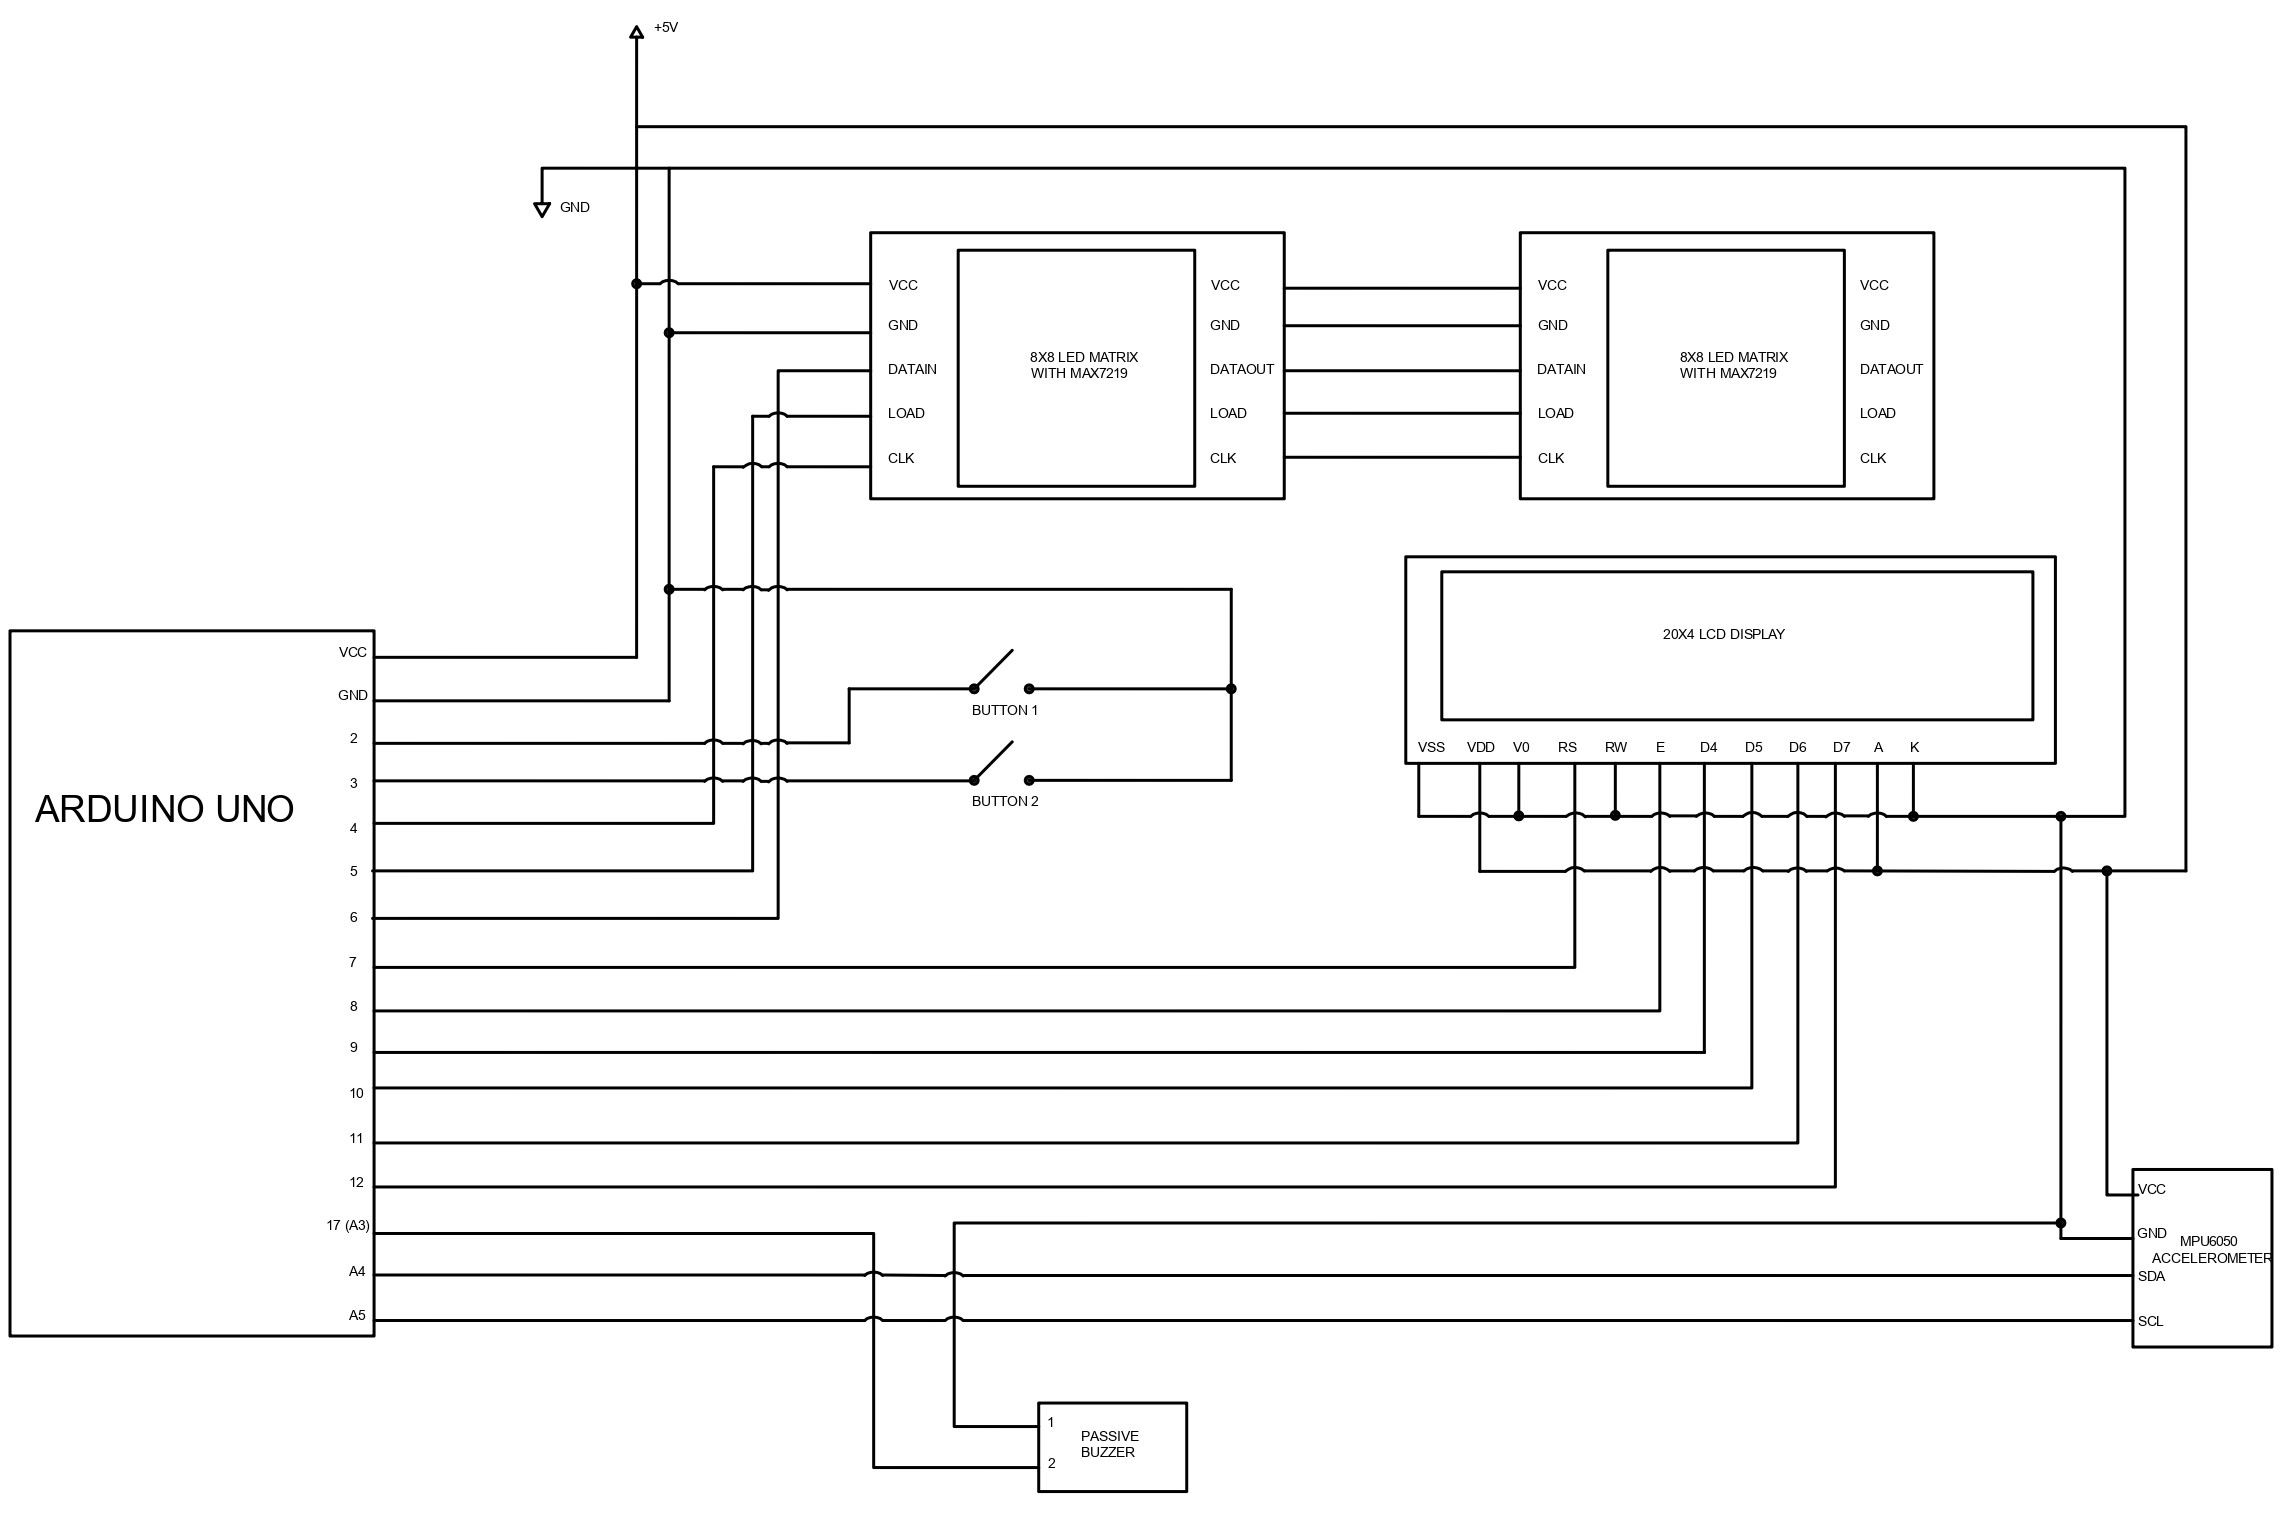 +5V
GND
VCC
GND
DATAIN
LOAD
CLK
8X8 LED MATRIX
WITH MAX7219
VCC
GND
DATAOUT
LOAD
CLK
VCC
GND
DATAIN
LOAD
CLK
8X8 LED MATRIX
WITH MAX7219
VCC
GND
DATAOUT
LOAD
CLK
20X4 LCD DISPLAY
VSS VDD V0 RS RW E D4 D5 D6 D7 A K
BUTTON 1
BUTTON 2
ARDUINO UNO
VCC
GND
2
3
4
5
6
7
8
9
10
11
12
17 (A3)
A4
A5
VCC
GND
SDA
SCL
MPU6050
ACCELEROMETER
1
2
PASSIVE
BUZZER